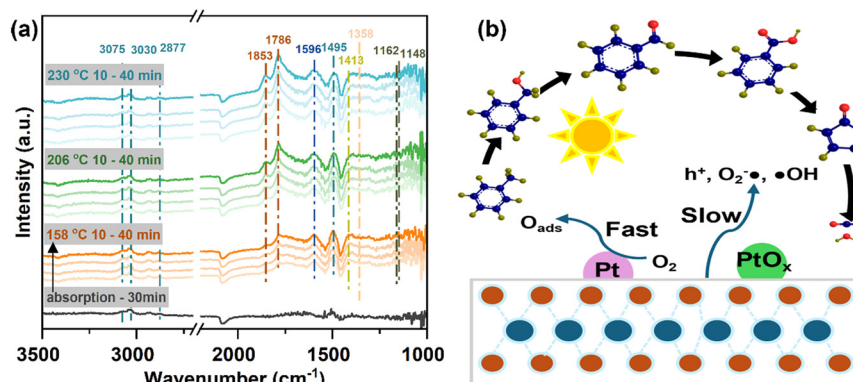 (a)
3075
3030
2877
1853
1786
1596
1495
1413
1358
1162
1148
230 °C 10 - 40 min
206 °C 10 - 40 min
158 °C 10 - 40 min
absorption - 30min
Intensity (a.u.)
3500
3000
2000
1500
1000
Wavenumber (cm⁻¹)
(b)
h⁺, O₂⁻•, •OH
Oads
Fast
Slow
Pt
O₂
PtOx